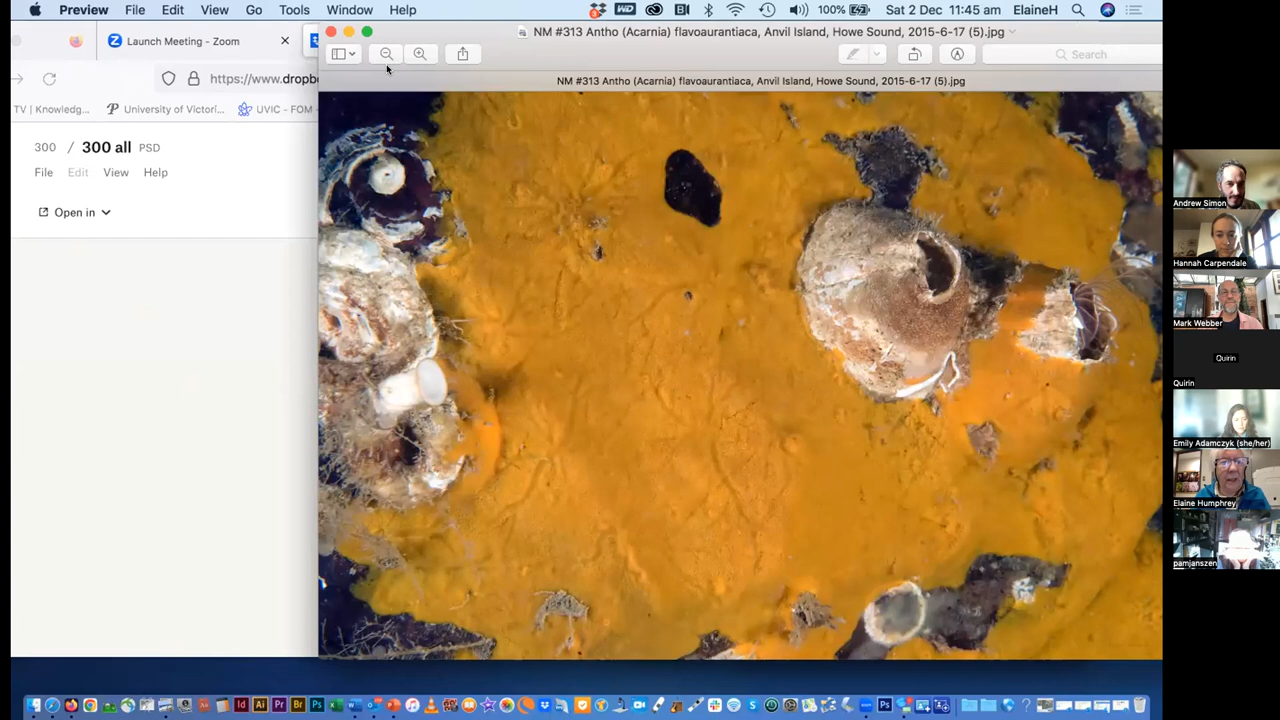 Preview File Edit View Go Tools Window Help
100% Sat 2 Dec 11:45 am ElaineH
Launch Meeting - Zoom
NM #313 Antho (Acarnia) flavoaurantiaca, Anvil Island, Howe Sound, 2015-6-17 (5).jpg
Search
https://www.dropb
NM #313 Antho (Acarnia) flavoaurantiaca, Anvil Island, Howe Sound, 2015-6-17 (5).jpg
TV | Knowledg... University of Victori... UVIC - FOM -
300 / 300 all PSD
File Edit View Help
Open in
Andrew Simon
Hannah Carpendale
Mark Webber
Quirin
Quirin
Emily Adamczyk (she/her)
Elaine Humphrey
pamjanszen